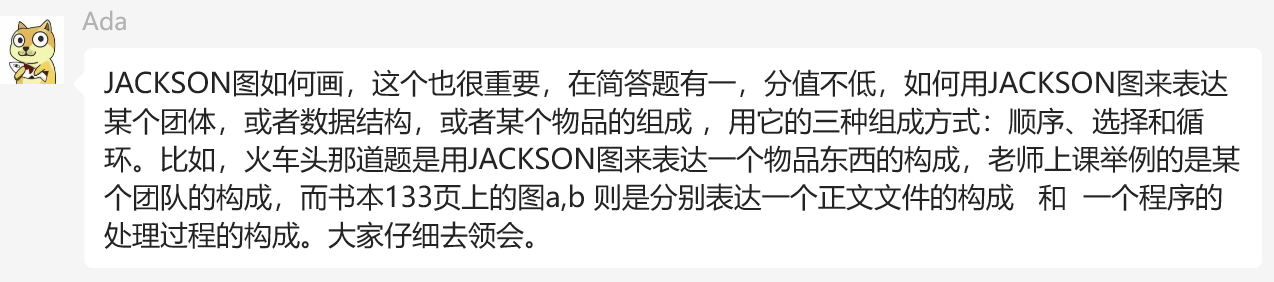 Ada
JACKSON图如何画，这个也很重要，在简答题有一，分值不低，如何用JACKSON图来表达
某个团体，或者数据结构，或者某个物品的组成 ，用它的三种组成方式：顺序、选择和循
环。比如，火车头那道题是用JACKSON图来表达一个物品东西的构成，老师上课举例的是某
个团队的构成，而书本133页上的图a,b 则是分别表达一个正文文件的构成   和  一个程序的
处理过程的构成。大家仔细去领会。